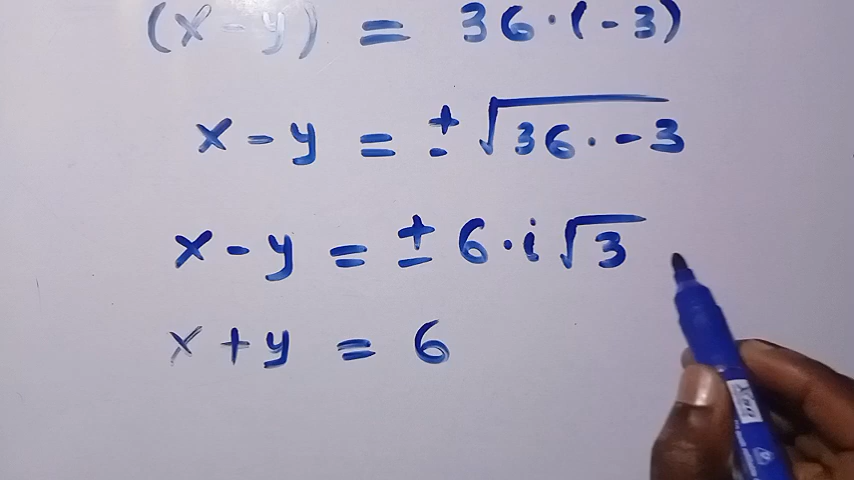 (x - y) = 36·(-3)
x - y = ± √36·-3
x - y = ± 6·i √3
x + y = 6